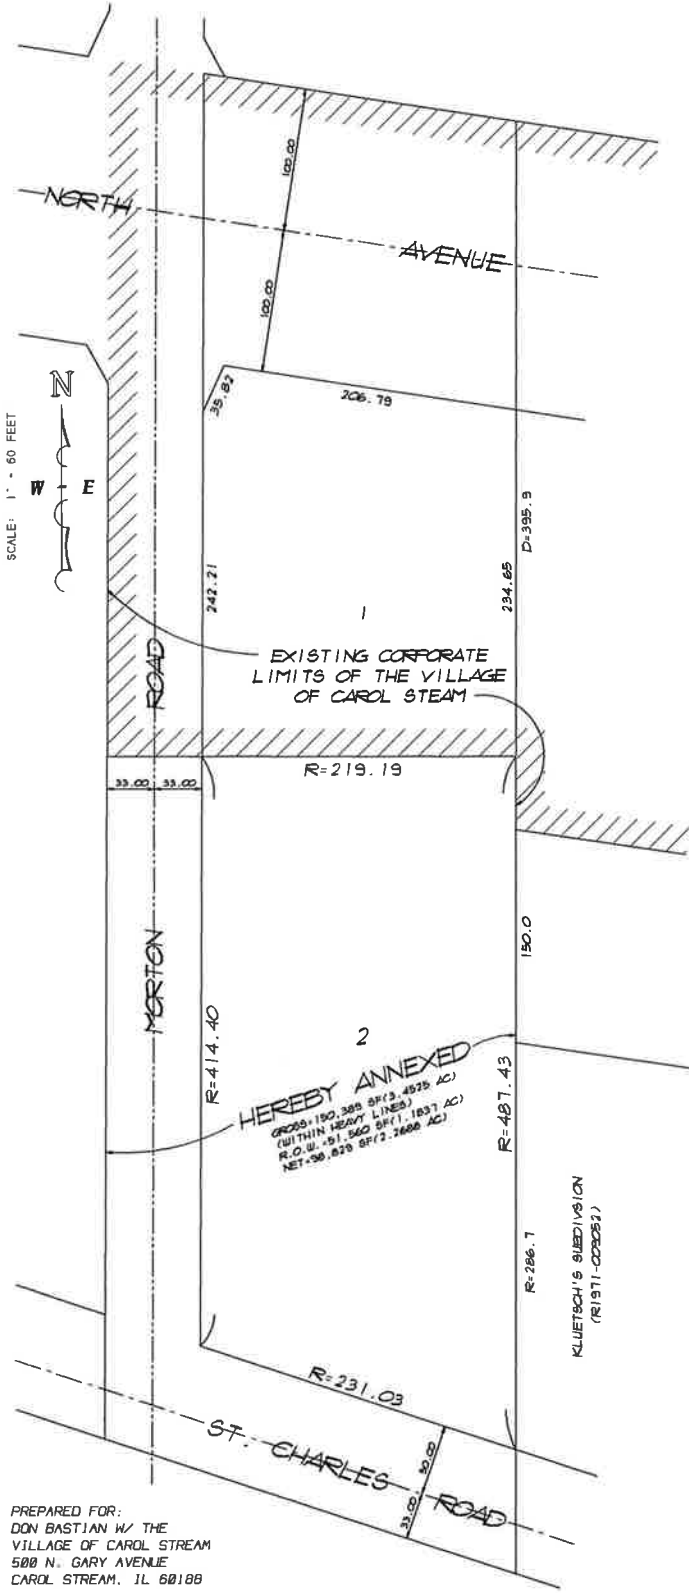 NORTH
AVENUE
100.00
100.00
35.82
206.79
SCALE: 1" = 60 FEET
N
W - E
242.21
234.65
D=395.9
1
EXISTING CORPORATE
LIMITS OF THE VILLAGE
OF CAROL STEAM
ROAD
33.00
33.00
R=219.19
150.0
MORTON
R=414.40
2
HEREBY ANNEXED
GROSS=150,389 SF(3.4525 AC)
(WITHIN HEAVY LINES)
R.O.W.=51,560 SF(1.1837 AC)
NET=98,829 SF(2.2688 AC)
R=487.43
R=286.7
KLUETSCH'S SUBDIVISION
R=231.03
ST. CHARLES ROAD
50.00
33.00
PREPARED FOR:
DON BASTIAN W/ THE
VILLAGE OF CAROL STREAM
500 N. GARY AVENUE
CAROL STREAM, IL 60188